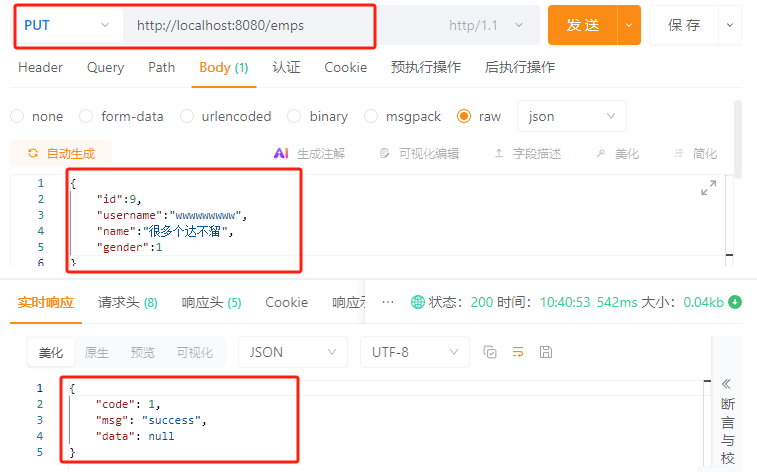 PUT http://localhost:8080/emps http/1.1 发 送 保 存
Header Query Path Body (1) 认证 Cookie 预执行操作 后执行操作
none form-data urlencoded binary msgpack raw json
自动生成 AI 生成注解 可视化编辑 字段描述 美化 简化
1 {
2 "id":9,
3 "username":"wwwwwwwww",
4 "name":"很多个达不溜",
5 "gender":1
6 }
实时响应 请求头 (8) 响应头 (5) Cookie 响应 ··· 状态: 200 时间: 10:40:53 542ms 大小: 0.04kb
美化 原生 预览 可视化 JSON UTF-8
1 {
2 "code": 1,
3 "msg": "success",
4 "data": null
5 }
断言与校